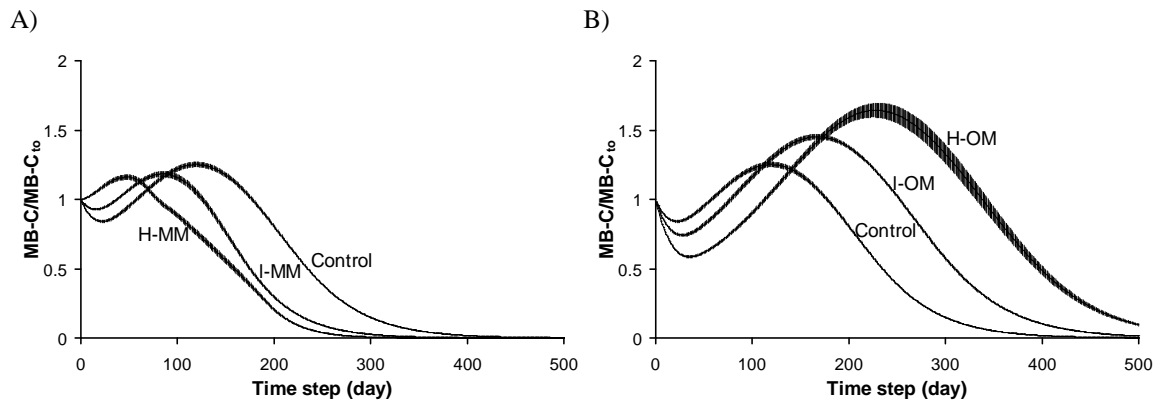 A)
B)
2
1.5
1
0.5
0
MB-C/MB-C to
H-MM
I-MM
Control
0 100 200 300 400 500
Time step (day)
2
1.5
1
0.5
0
MB-C/MB-C to
H-OM
I-OM
Control
0 100 200 300 400 500
Time step (day)